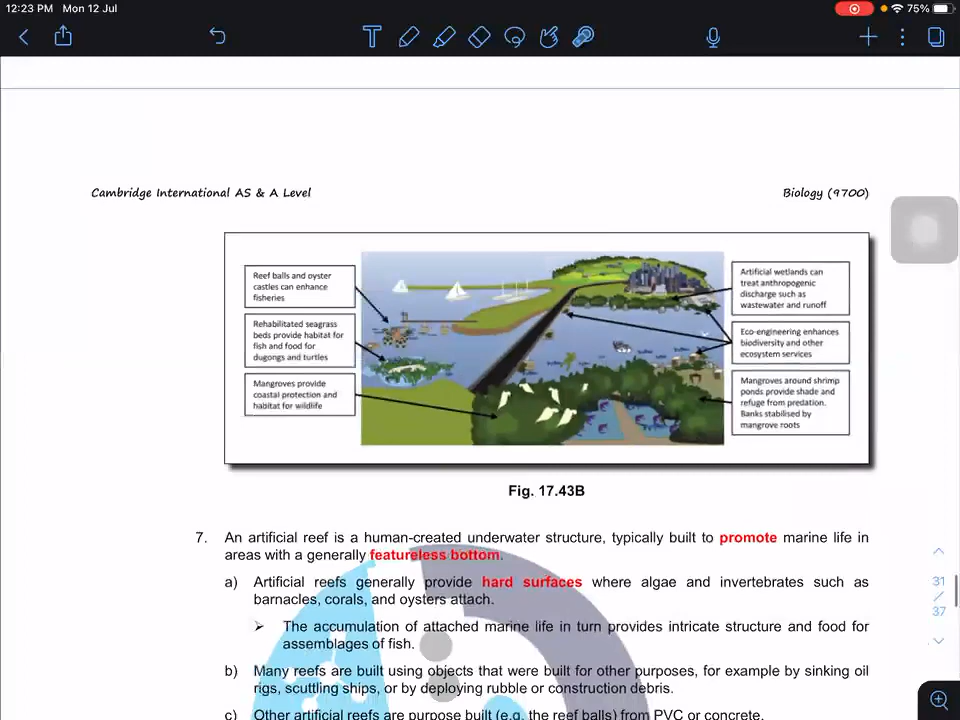 12:23 PM Mon 12 Jul
75%
Cambridge International AS & A Level
Biology (9700)
Reef balls and oyster
castles can enhance
fisheries
Rehabilitated seagrass
beds provide habitat for
fish and food for
dugongs and turtles
Mangroves provide
coastal protection and
habitat for wildlife
Artificial wetlands can
treat anthropogenic
discharge such as
wastewater and runoff
Eco-engineering enhances
biodiversity and other
ecosystem services
Mangroves around shrimp
ponds provide shade and
refuge from predation.
Banks stabilised by
mangrove roots
Fig. 17.43B
7. An artificial reef is a human-created underwater structure, typically built to promote marine life in
areas with a generally featureless bottom.
a) Artificial reefs generally provide hard surfaces where algae and invertebrates such as
barnacles, corals, and oysters attach.
➢ The accumulation of attached marine life in turn provides intricate structure and food for
assemblages of fish.
b) Many reefs are built using objects that were built for other purposes, for example by sinking oil
rigs, scuttling ships, or by deploying rubble or construction debris.
c) Other artificial reefs are purpose built (e.g. the reef balls) from PVC or concrete.
31
/
37